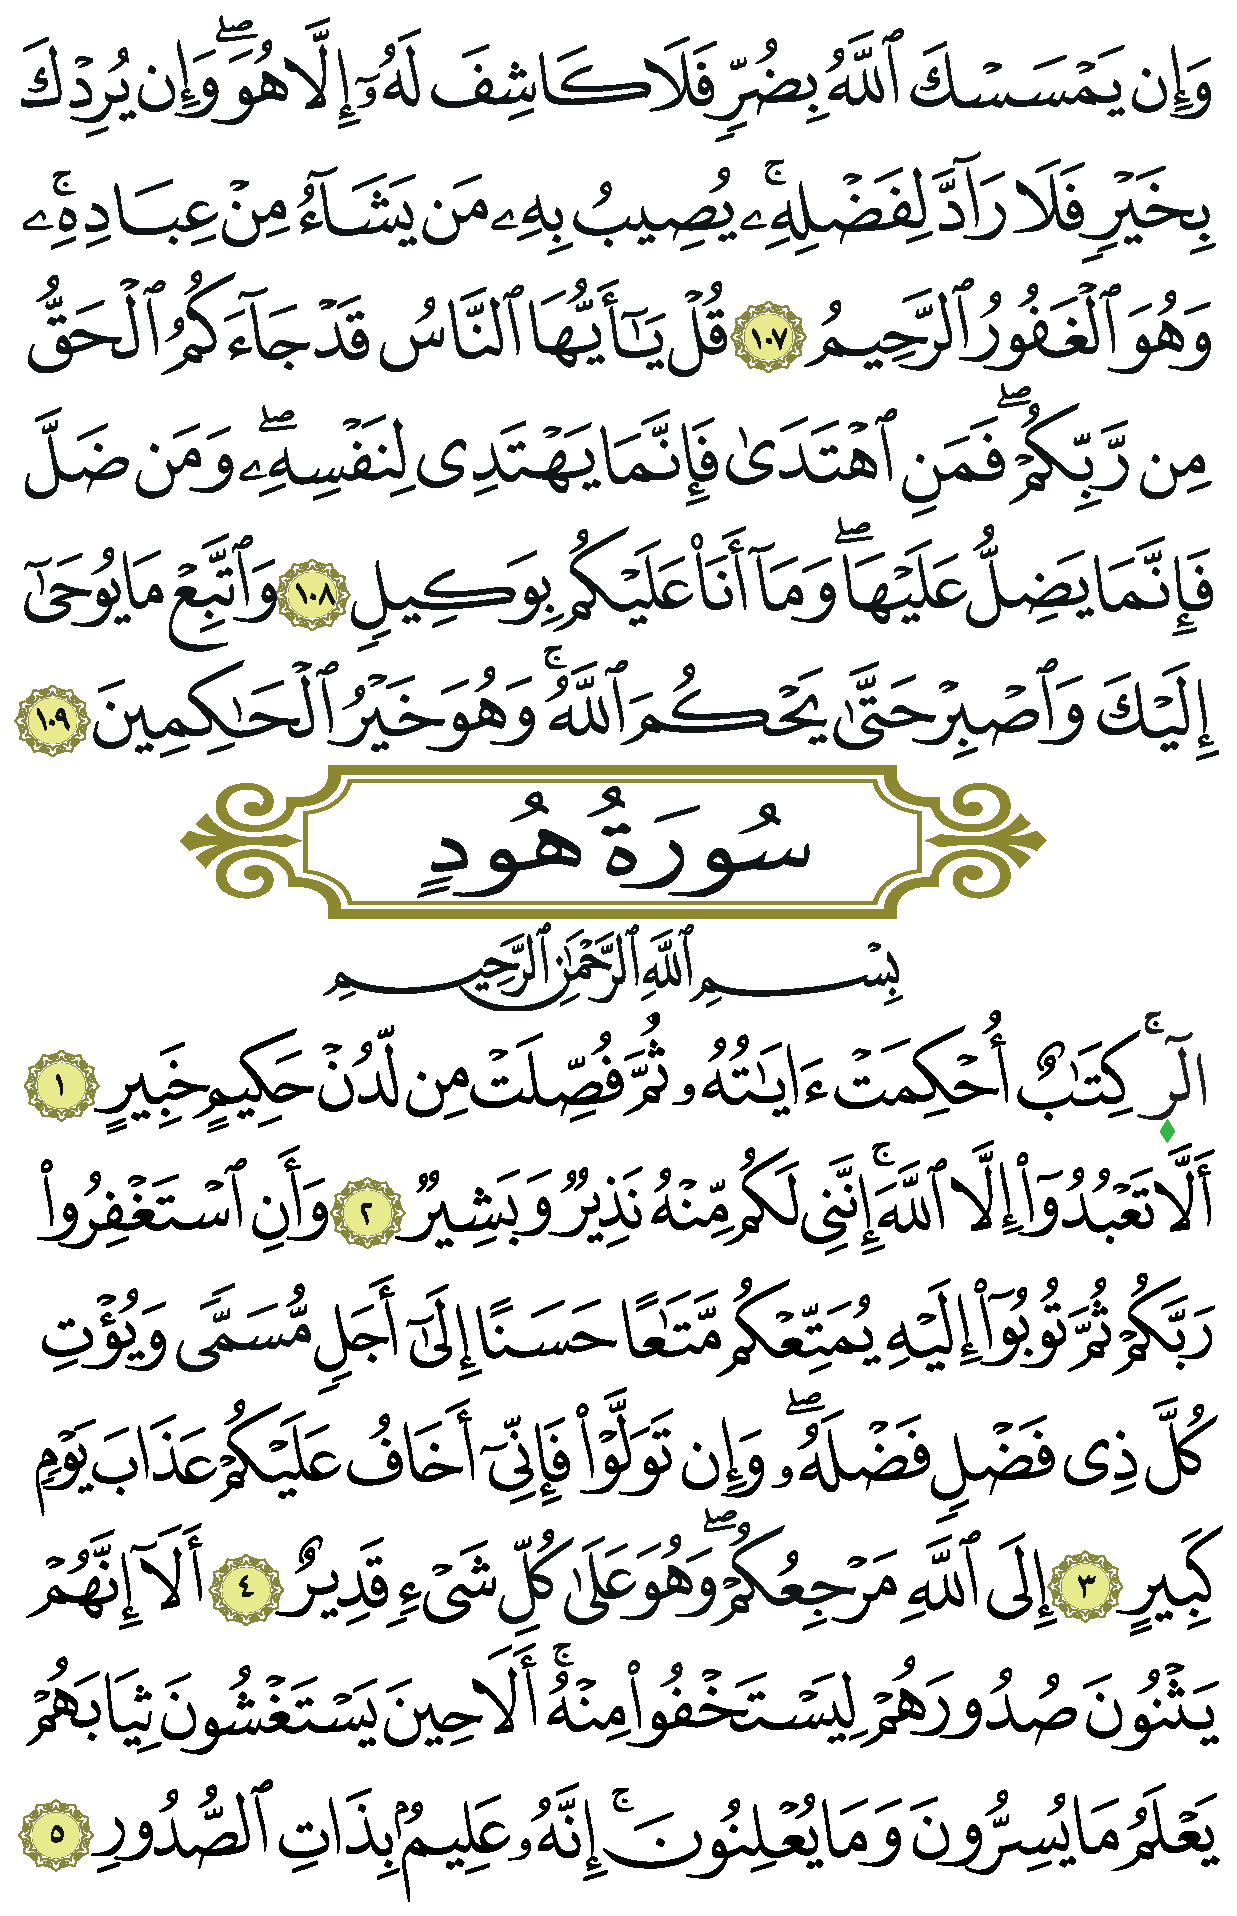 وَإِن يَمْسَسْكَ ٱللَّهُ بِضُرٍّ فَلَا كَاشِفَ لَهُۥٓ إِلَّا هُوَ ۖ وَإِن يُرِدْكَ
بِخَيْرٍ فَلَا رَآدَّ لِفَضْلِهِۦ ۚ يُصِيبُ بِهِۦ مَن يَشَآءُ مِنْ عِبَادِهِۦ ۚ
وَهُوَ ٱلْغَفُورُ ٱلرَّحِيمُ ١٠٧ قُلْ يَـٰٓأَيُّهَا ٱلنَّاسُ قَدْ جَآءَكُمُ ٱلْحَقُّ
مِن رَّبِّكُمْ ۖ فَمَنِ ٱهْتَدَىٰ فَإِنَّمَا يَهْتَدِى لِنَفْسِهِۦ ۖ وَمَن ضَلَّ
فَإِنَّمَا يَضِلُّ عَلَيْهَا ۖ وَمَآ أَنَا۠ عَلَيْكُم بِوَكِيلٍ ١٠٨ وَٱتَّبِعْ مَا يُوحَىٰٓ
إِلَيْكَ وَٱصْبِرْ حَتَّىٰ يَحْكُمَ ٱللَّهُ ۚ وَهُوَ خَيْرُ ٱلْحَـٰكِمِينَ ١٠٩
سُورَةُ هُودٍ
بِسْمِ ٱللَّهِ ٱلرَّحْمَـٰنِ ٱلرَّحِيمِ
الٓر ۚ كِتَـٰبٌ أُحْكِمَتْ ءَايَـٰتُهُۥ ثُمَّ فُصِّلَتْ مِن لَّدُنْ حَكِيمٍ خَبِيرٍ ١
أَلَّا تَعْبُدُوٓا۟ إِلَّا ٱللَّهَ ۚ إِنَّنِى لَكُم مِّنْهُ نَذِيرٌ وَبَشِيرٌ ٢ وَأَنِ ٱسْتَغْفِرُوا۟
رَبَّكُمْ ثُمَّ تُوبُوٓا۟ إِلَيْهِ يُمَتِّعْكُم مَّتَـٰعًا حَسَنًا إِلَىٰٓ أَجَلٍ مُّسَمًّى وَيُؤْتِ
كُلَّ ذِى فَضْلٍ فَضْلَهُۥ ۖ وَإِن تَوَلَّوْا۟ فَإِنِّىٓ أَخَافُ عَلَيْكُمْ عَذَابَ يَوْمٍ
كَبِيرٍ ٣ إِلَى ٱللَّهِ مَرْجِعُكُمْ ۖ وَهُوَ عَلَىٰ كُلِّ شَىْءٍ قَدِيرٌ ٤ أَلَآ إِنَّهُمْ
يَثْنُونَ صُدُورَهُمْ لِيَسْتَخْفُوا۟ مِنْهُ ۚ أَلَا حِينَ يَسْتَغْشُونَ ثِيَابَهُمْ
يَعْلَمُ مَا يُسِرُّونَ وَمَا يُعْلِنُونَ ۚ إِنَّهُۥ عَلِيمٌۢ بِذَاتِ ٱلصُّدُورِ ٥